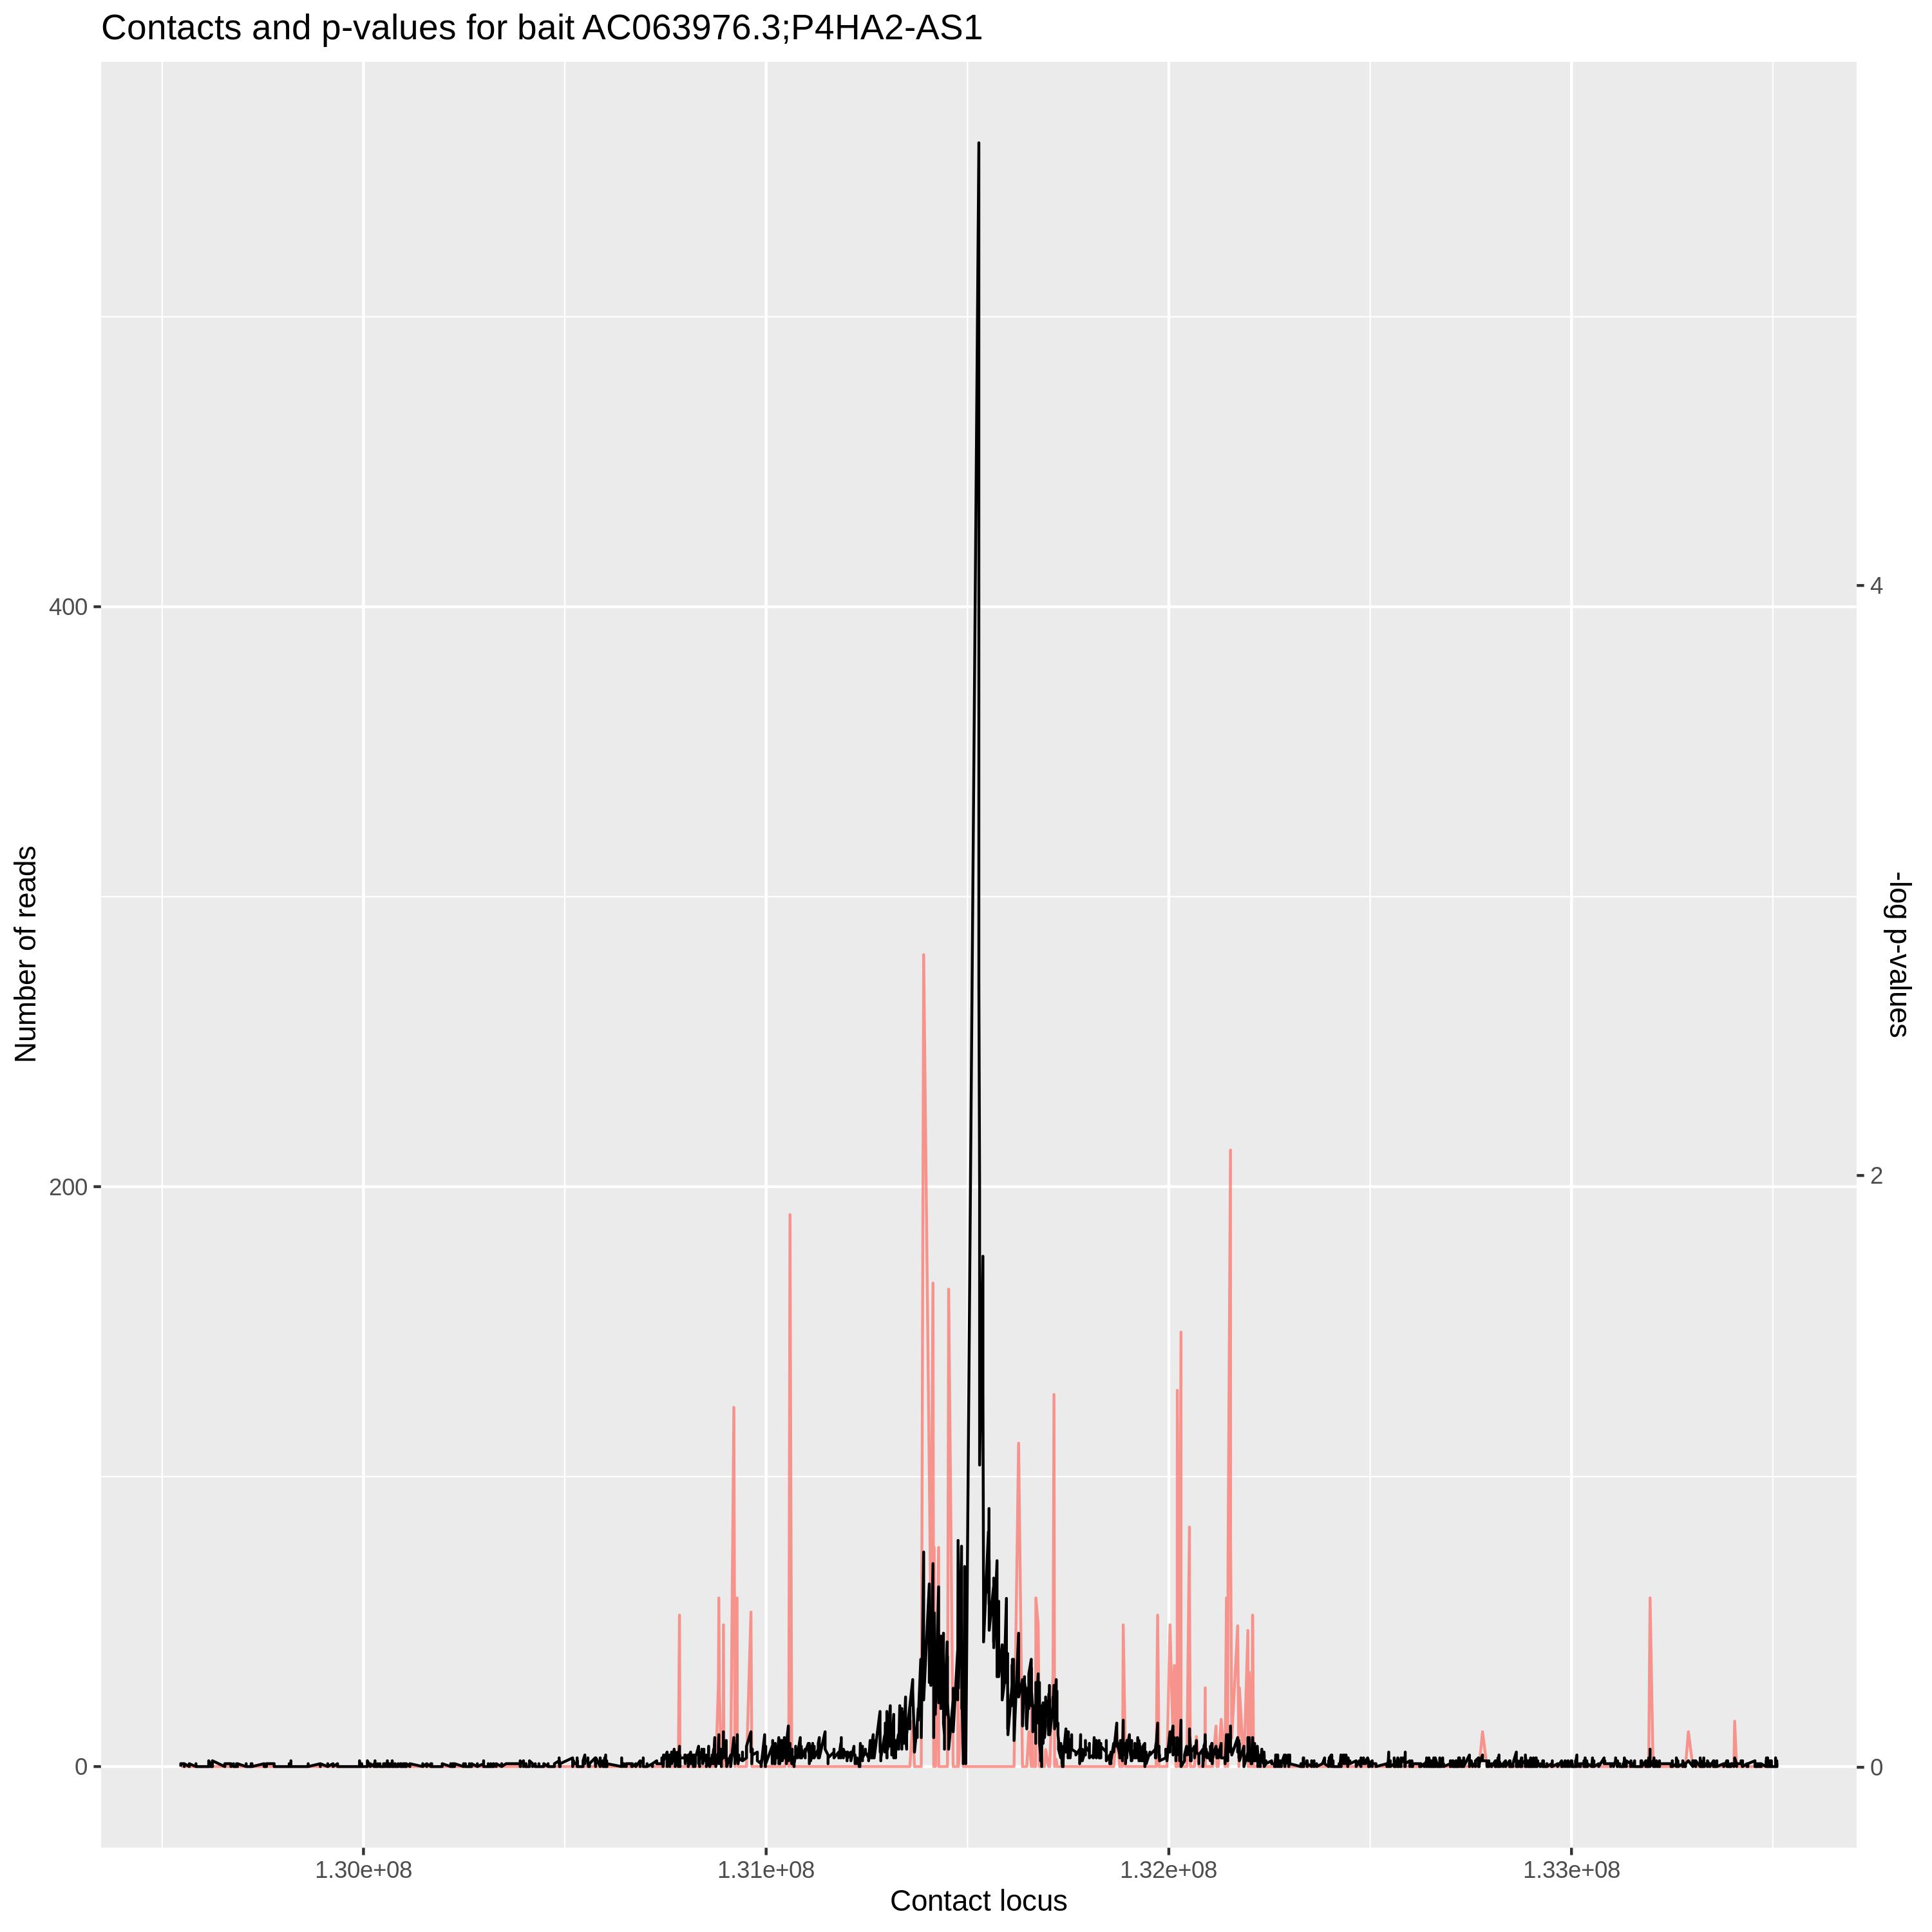 Contacts and p-values for bait AC063976.3;P4HA2-AS1
Number of reads
400
200
0
-log p-values
4
2
0
1.30e+08
1.31e+08
1.32e+08
1.33e+08
Contact locus